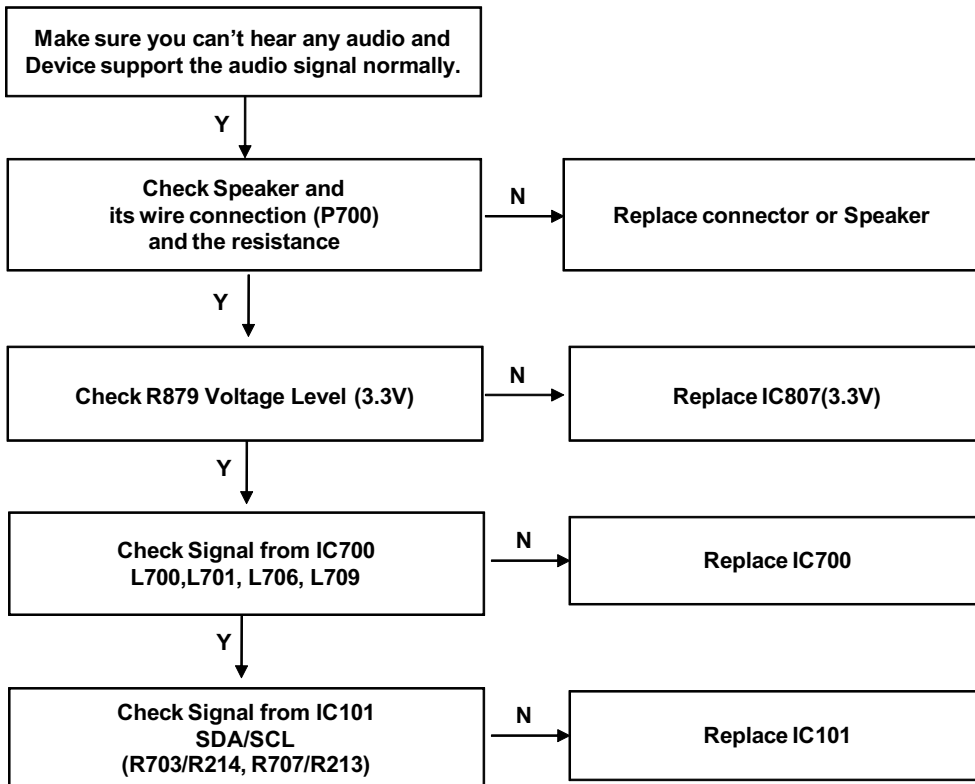 Make sure you can't hear any audio and
Device support the audio signal normally.
Y
Check Speaker and
its wire connection (P700)
and the resistance
N
Replace connector or Speaker
Y
Check R879 Voltage Level (3.3V)
N
Replace IC807(3.3V)
Y
Check Signal from IC700
L700,L701, L706, L709
N
Replace IC700
Y
Check Signal from IC101
SDA/SCL
(R703/R214, R707/R213)
N
Replace IC101